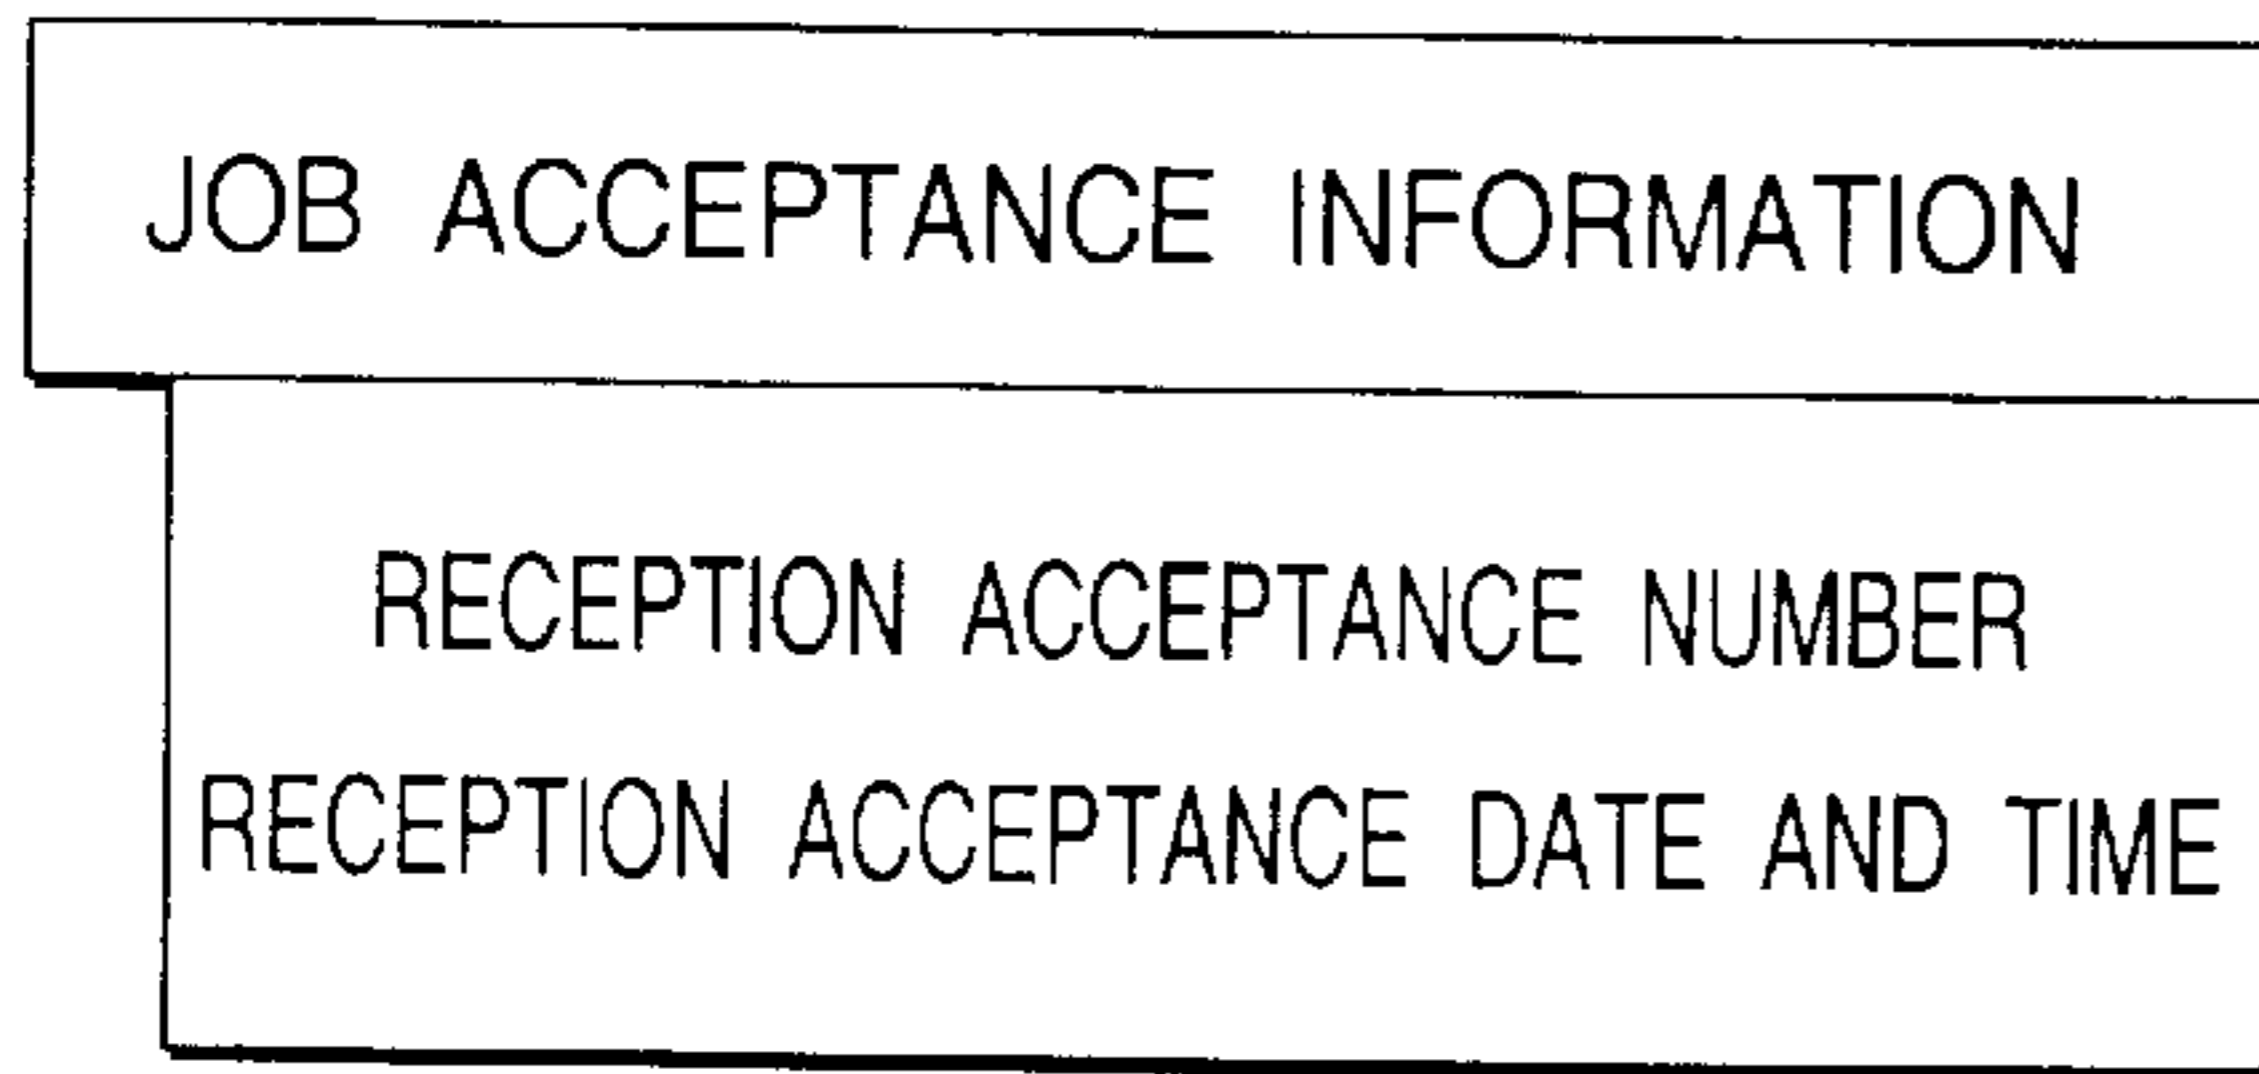 JOB ACCEPTANCE INFORMATION
RECEPTION ACCEPTANCE NUMBER
RECEPTION ACCEPTANCE DATE AND TIME